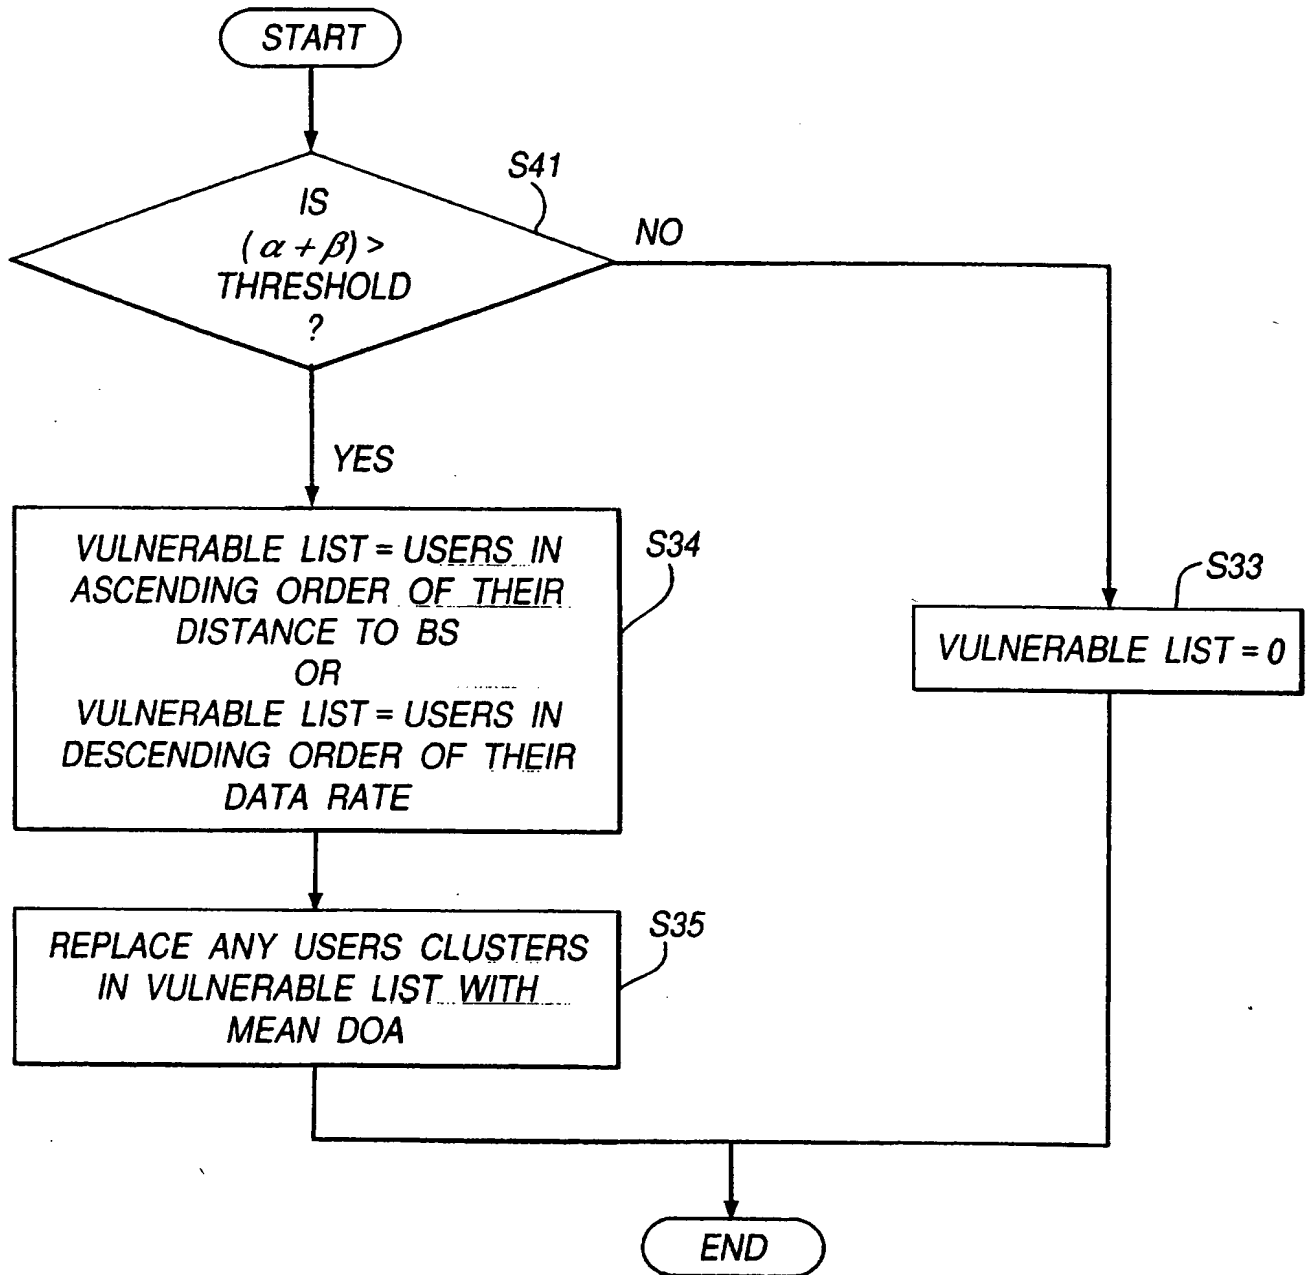 START
S41
IS
(α + β) >
THRESHOLD
?
NO
YES
VULNERABLE LIST = USERS IN
ASCENDING ORDER OF THEIR
DISTANCE TO BS
OR
VULNERABLE LIST = USERS IN
DESCENDING ORDER OF THEIR
DATA RATE
S34
S33
VULNERABLE LIST = 0
REPLACE ANY USERS CLUSTERS
IN VULNERABLE LIST WITH
MEAN DOA
S35
END